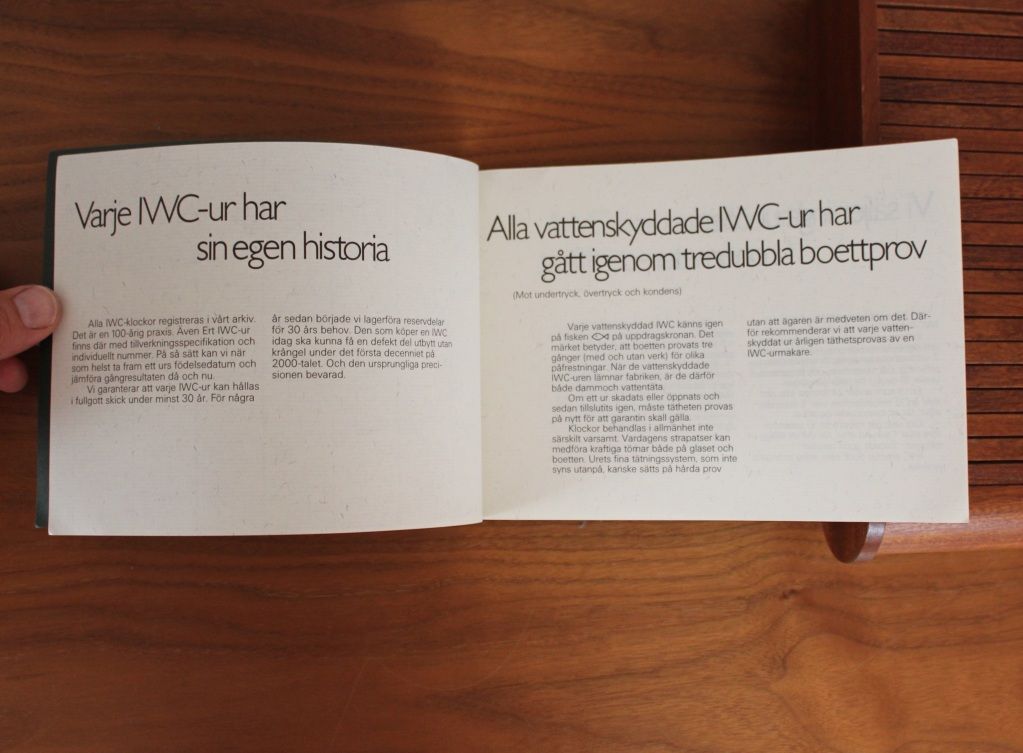 Varje IWC-ur har
sin egen historia
Alla IWC-klockor registreras i vårt arkiv.
Det är en 100-årig praxis. Även Ert IWC-ur
finns där med tillverkningsspecifikation och
individuellt nummer. På så sätt kan vi när
som helst ta fram ett urs födelsedatum och
jämföra gångresultaten då och nu.
Vi garanterar att varje IWC-ur kan hållas
i fullgott skick under minst 30 år. För några
år sedan började vi lagerföra reservdelar
för 30 års behov. Den som köper en IWC
idag ska kunna få en defekt del utbytt utan
krångel under det första decenniet på
2000-talet. Och den ursprungliga preci-
sionen bevarad.
Alla vattenskyddade IWC-ur har
gått igenom tredubbla boettprov
(Mot undertryck, övertryck och kondens)
Varje vattenskyddad IWC känns igen
på fisken på uppdragskronan. Det
märket betyder, att boetten provats tre
gånger (med och utan verk) för olika
påfrestningar. När de vattenskyddade
IWC-uren lämnar fabriken, är de därför
både dammoch vattentäta.
Om ett ur skadats eller öppnats och
sedan tillslutits igen, måste tätheten provas
på nytt för att garantin skall gälla.
Klockor behandlas i allmänhet inte
särskilt varsamt. Vardagens strapatser kan
medföra kraftiga törnar både på glaset och
boetten. Urets fina tätningssystem, som inte
syns utanpå, kanske sätts på hårda prov
utan att ägaren är medveten om det. Där-
för rekommenderar vi att varje vatten-
skyddat ur årligen täthetsprovas av en
IWC-urmakare.